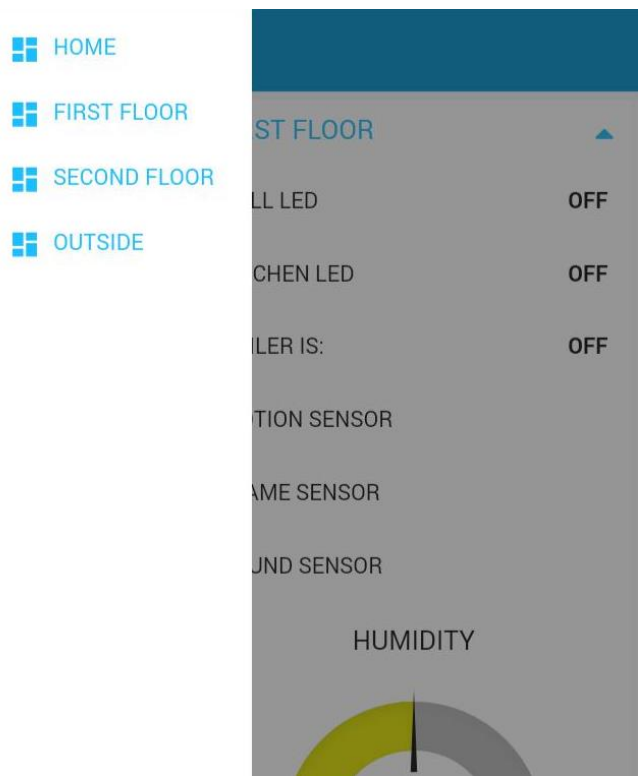 HOME
FIRST FLOOR
SECOND FLOOR
OUTSIDE
ST FLOOR
LL LED OFF
CHEN LED OFF
ILER IS: OFF
TION SENSOR
AME SENSOR
UND SENSOR
HUMIDITY